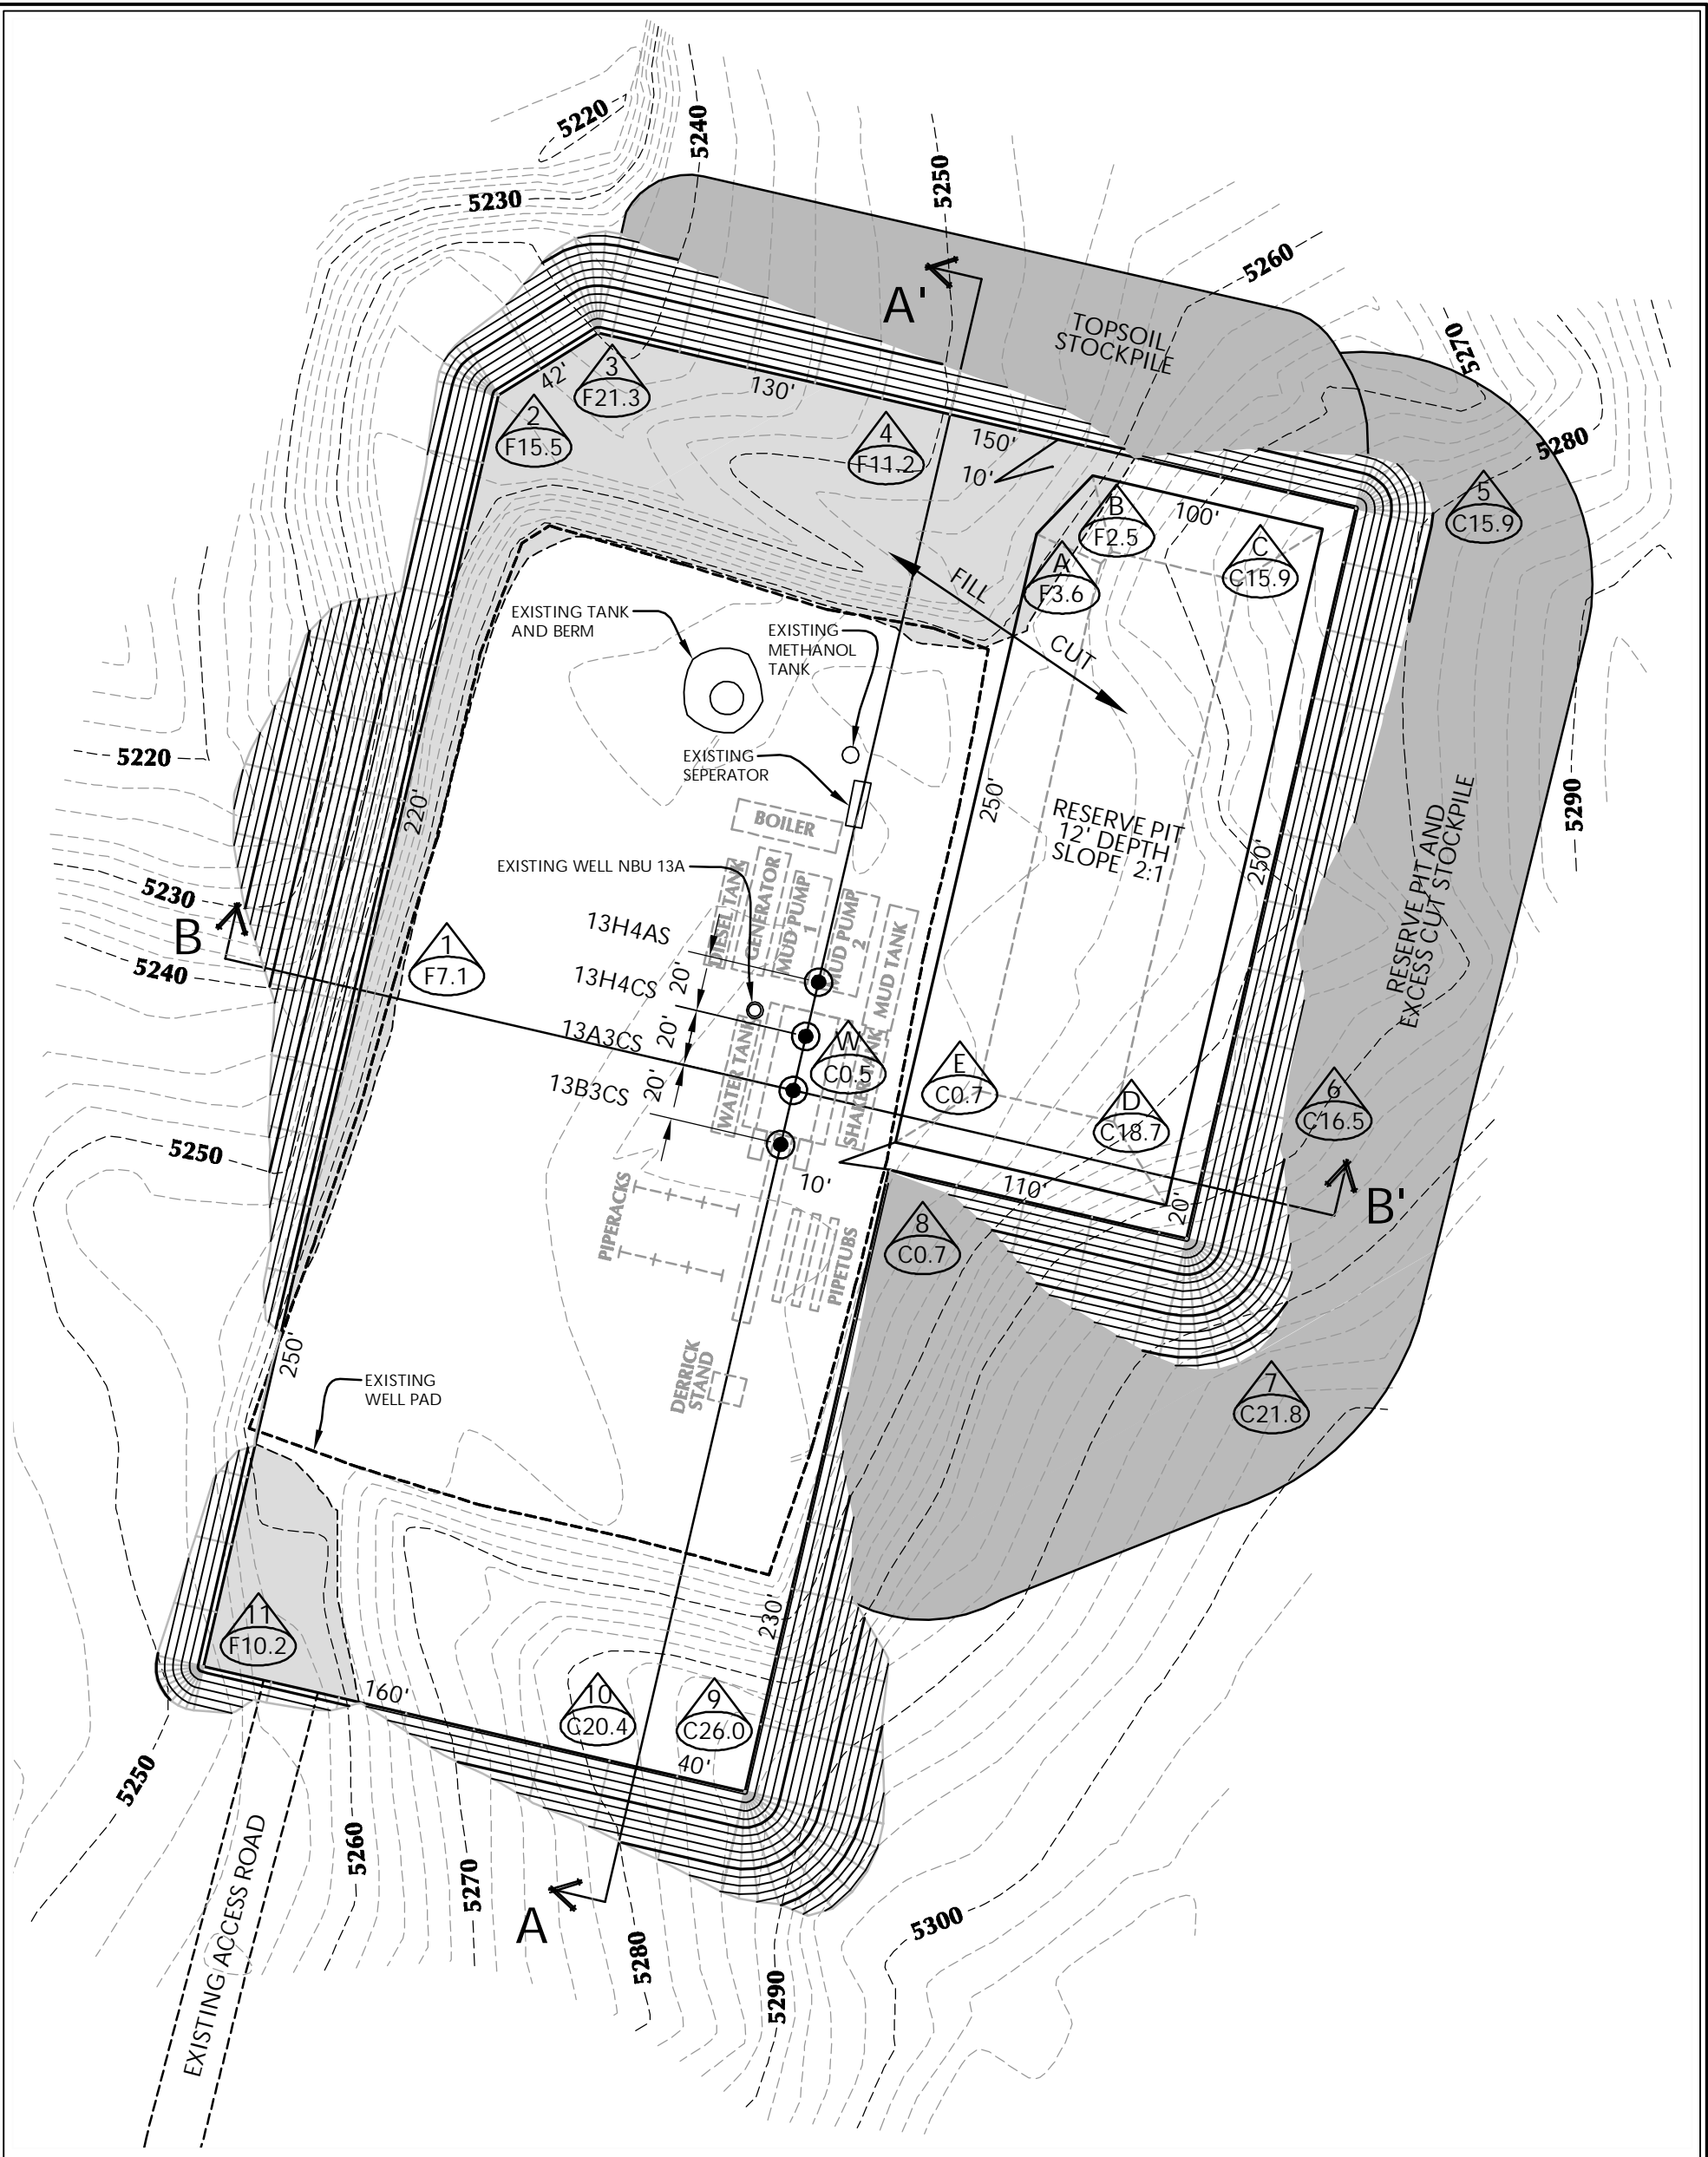 5220
5240
5250
5230
5260
A'
TOPSOIL
STOCKPILE
5270
42'
3
F21.3
130'
2
F15.5
4
F11.2
150'
10'
5280
5
C15.9
B
F2.5
100'
C
C15.9
A
F3.6
FILL
CUT
EXISTING TANK
AND BERM
EXISTING
METHANOL
TANK
5220
EXISTING
SEPERATOR
220'
250'
RESERVE PIT
12' DEPTH
SLOPE 2:1
250'
5290
RESERVE PIT AND
EXCESS CUT STOCKPILE
BOILER
EXISTING WELL NBU 13A
DIESEL TANK
GENERATOR
MUD PUMP
1
MUD PUMP
2
MUD TANK
5230
B
5240
1
F7.1
13H4AS
13H4CS
13A3CS
13B3CS
20'
20'
20'
WATER TANK
W
C0.5
SHAKER TANK
E
C0.7
D
C18.7
6
C16.5
B'
5250
10'
110'
20'
PIPERACKS
PIPETUBS
8
C0.7
250'
DERRICK
STAND
EXISTING
WELL PAD
7
C21.8
230'
11
F10.2
160'
10
C20.4
9
C26.0
40'
5250
5260
5270
A
5280
5290
5300
EXISTING ACCESS ROAD